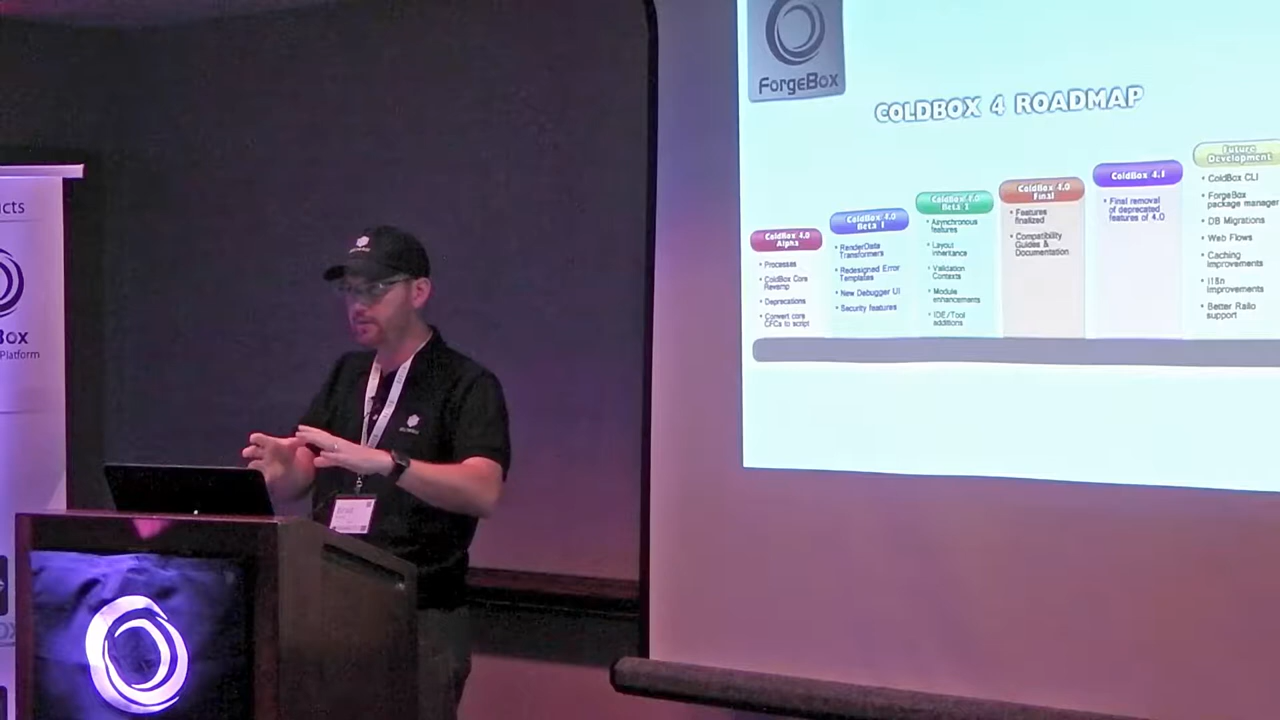 ForgeBox
COLDBOX 4 ROADMAP
ColdBox 4.0
Alpha
• Processes
• ColdBox Core
Revamp
• Deprecations
• Convert core
CFCs to script
ColdBox 4.0
Beta 1
• RenderData
Transformers
• Redesigned Error
Templates
• New Debugger UI
• Security features
ColdBox 4.0
Beta 2
• Asynchronous
features
• Layout
Inheritance
• Validation
Contexts
• Module
enhancements
• IDE/Tool
additions
ColdBox 4.0
Final
• Features
finalized
• Compatibility
Guides &
Documentation
ColdBox 4.1
• Final removal
of deprecated
features of 4.0
Future
Development
• ColdBox CLI
• ForgeBox
package manager
• DB Migrations
• Web Flows
• Caching
Improvements
• i18n
Improvements
• Better Railo
support
ucts
Box
Platform